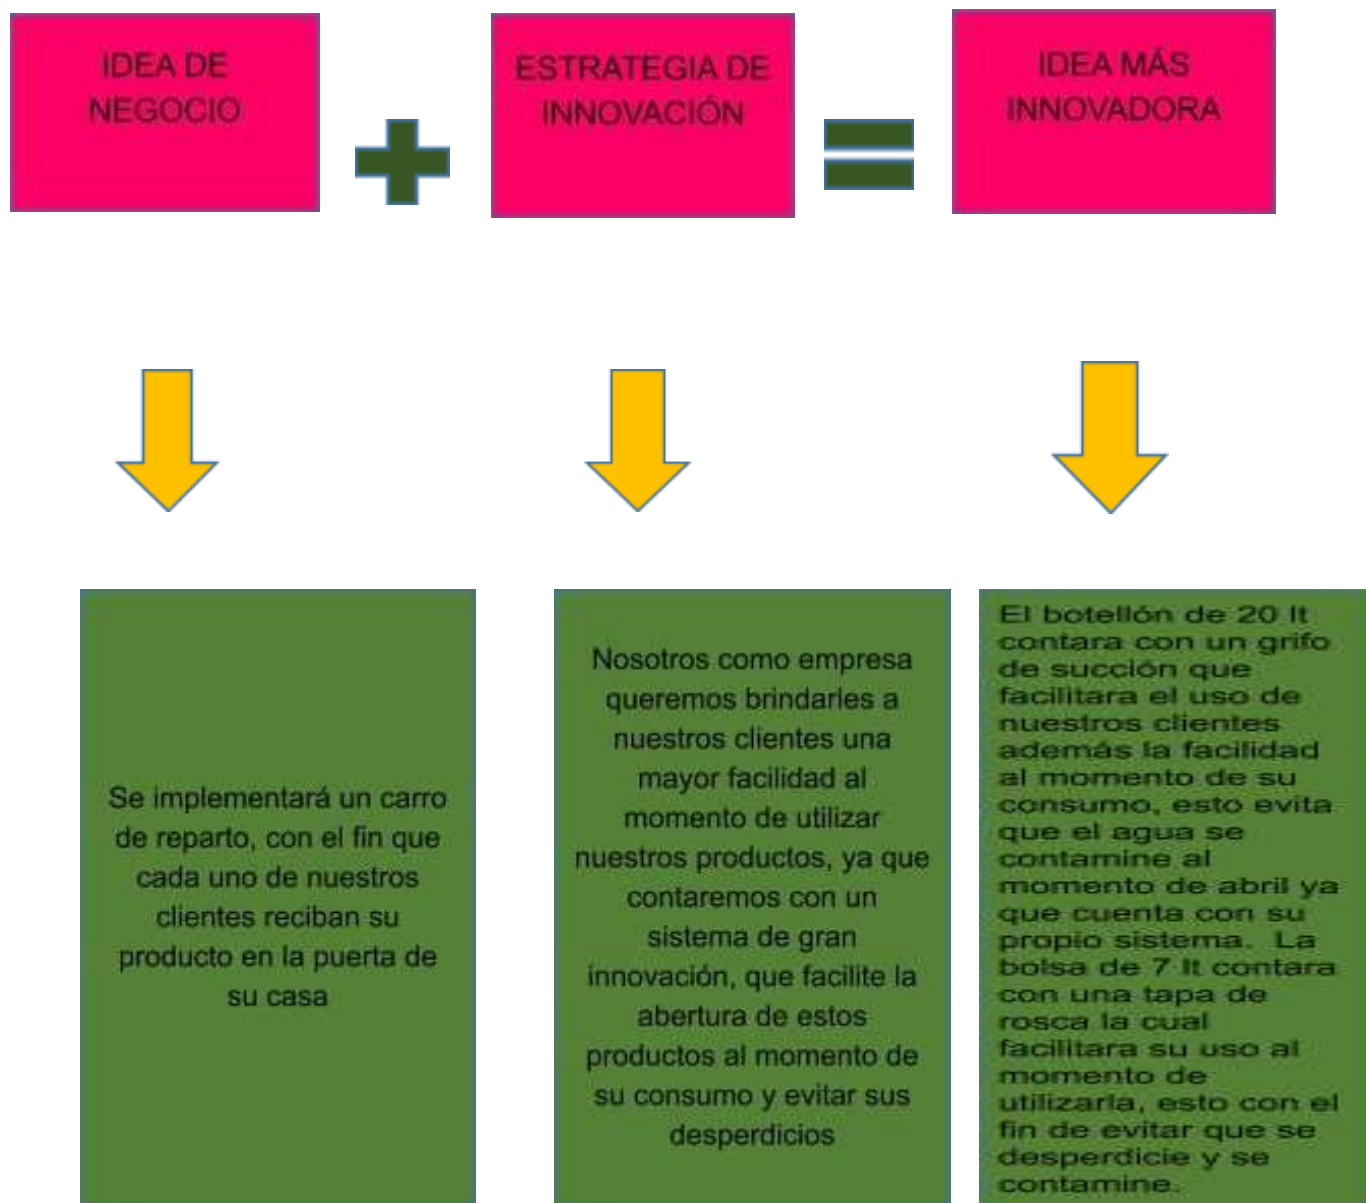 IDEA DE
NEGOCIO
ESTRATEGIA DE
INNOVACIÓN
IDEA MÁS
INNOVADORA
Se implementará un carro
de reparto, con el fin que
cada uno de nuestros
clientes reciban su
producto en la puerta de
su casa
Nosotros como empresa
queremos brindarles a
nuestros clientes una
mayor facilidad al
momento de utilizar
nuestros productos, ya que
contaremos con un
sistema de gran
innovación, que facilite la
abertura de estos
productos al momento de
su consumo y evitar sus
desperdicios
El botellón de 20 lt
contara con un grifo
de succión que
facilitara el uso de
nuestros clientes
además la facilidad
al momento de su
consumo, esto evita
que el agua se
contamine al
momento de abril ya
que cuenta con su
propio sistema. La
bolsa de 7 lt contara
con una tapa de
rosca la cual
facilitara su uso al
momento de
utilizarla, esto con el
fin de evitar que se
desperdicie y se
contamine.